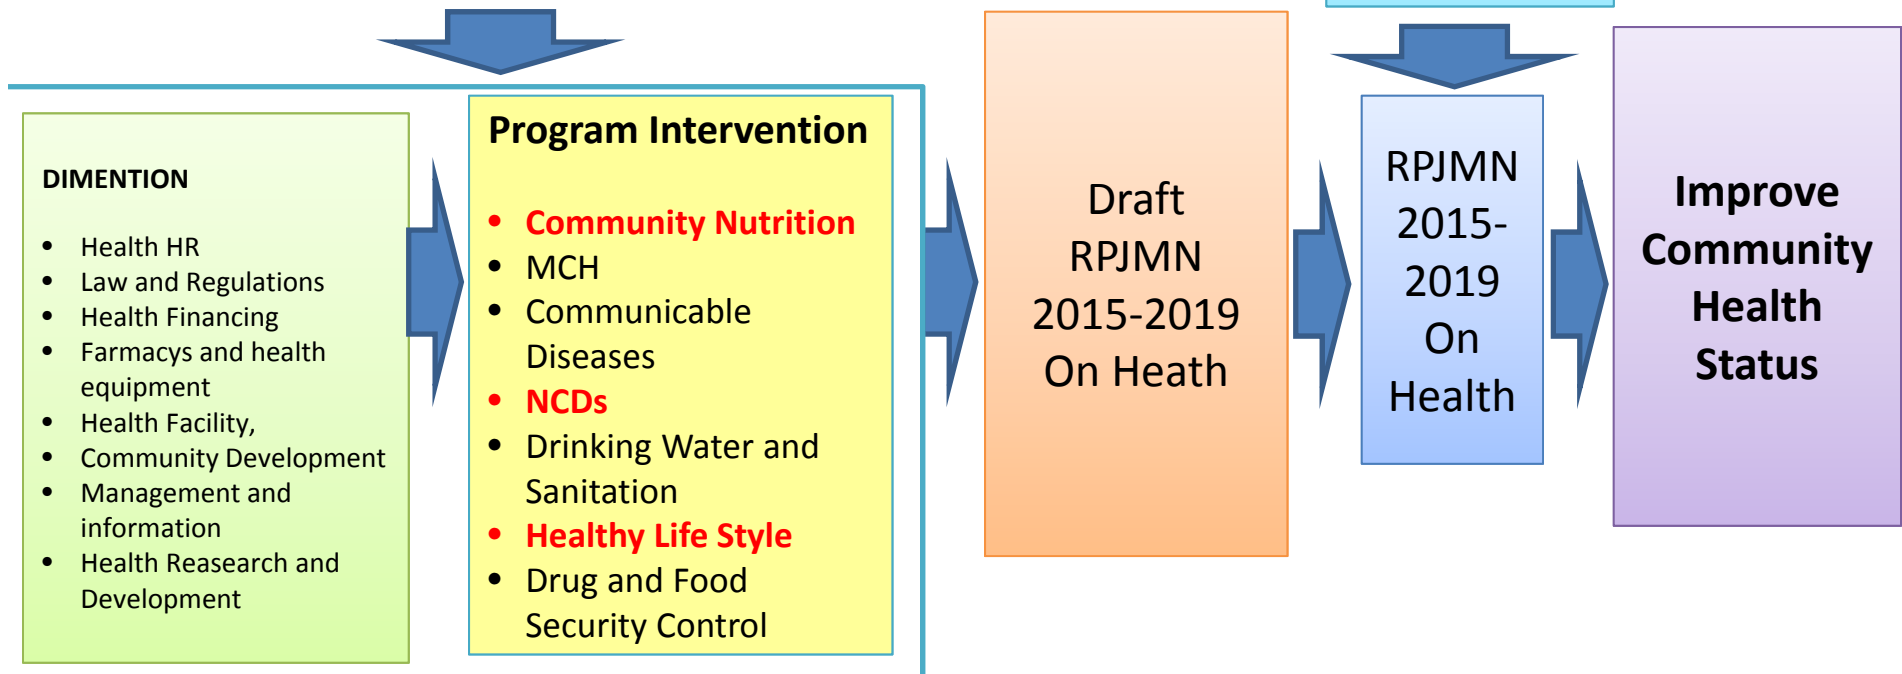 DIMENTION
• Health HR
• Law and Regulations
• Health Financing
• Farmacys and health
equipment
• Health Facility,
• Community Development
• Management and
information
• Health Reasearch and
Development
Program Intervention
• Community Nutrition
• MCH
• Communicable
Diseases
• NCDs
• Drinking Water and
Sanitation
• Healthy Life Style
• Drug and Food
Security Control
Draft
RPJMN
2015-2019
On Heath
RPJMN
2015-
2019
On
Health
Improve
Community
Health
Status